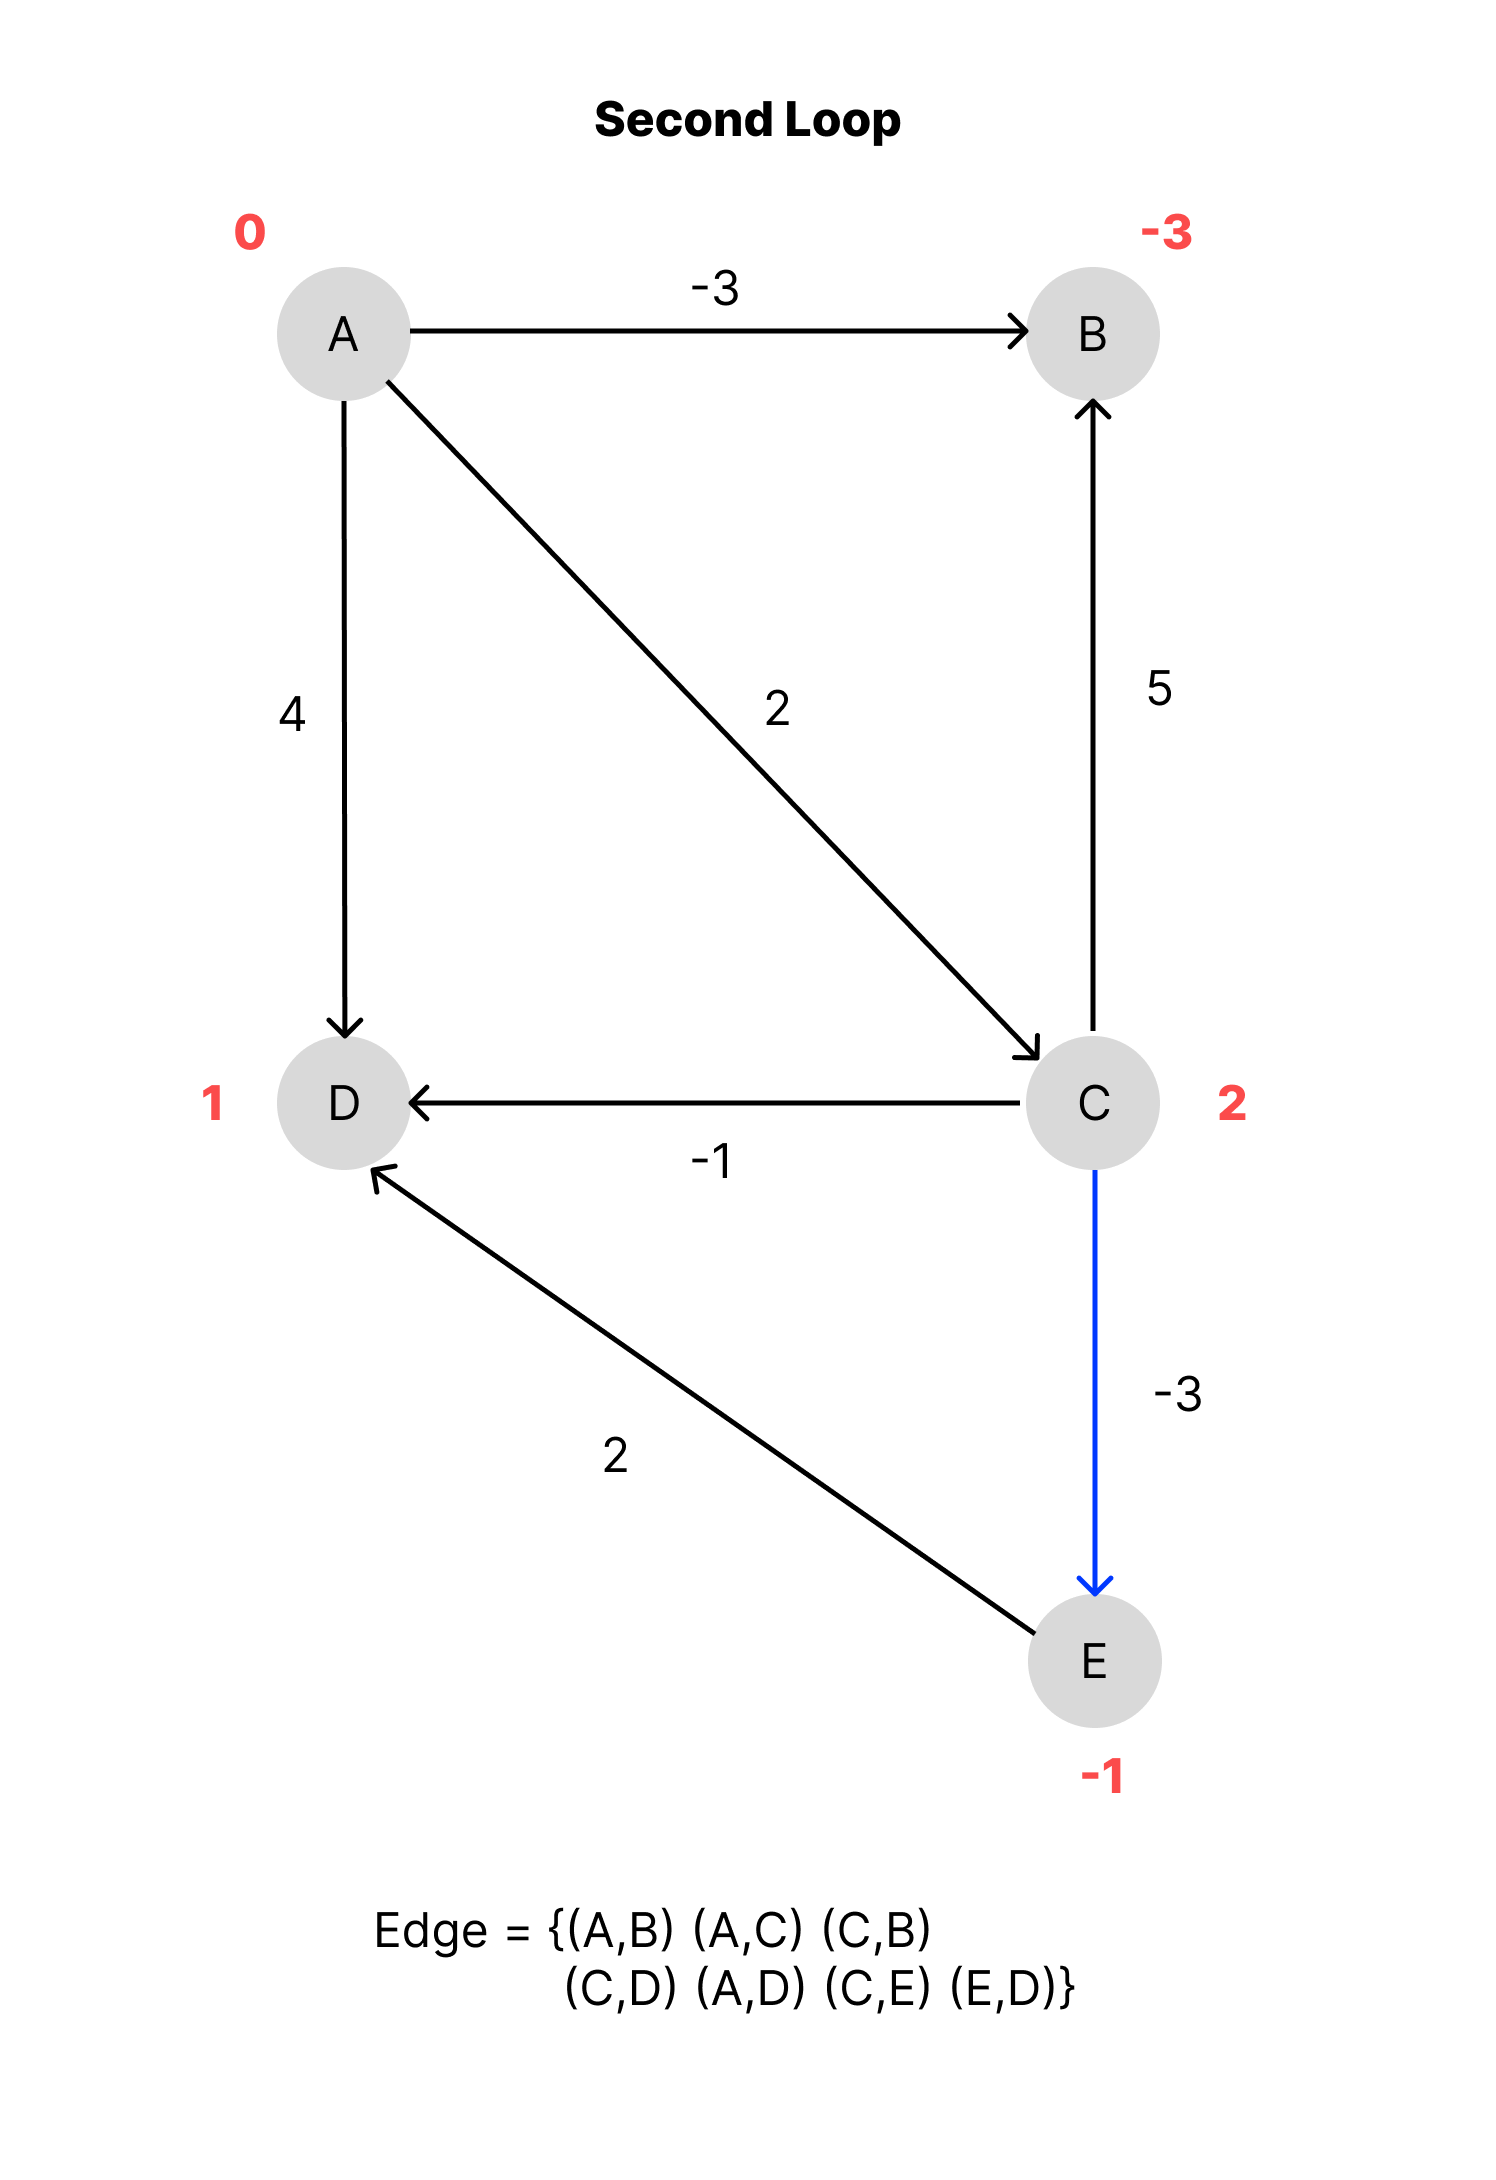 Second Loop
0
-3
-3
A
B
4
2
5
1
D
C
2
-1
-3
2
E
-1
Edge = {(A,B) (A,C) (C,B)
(C,D) (A,D) (C,E) (E,D)}